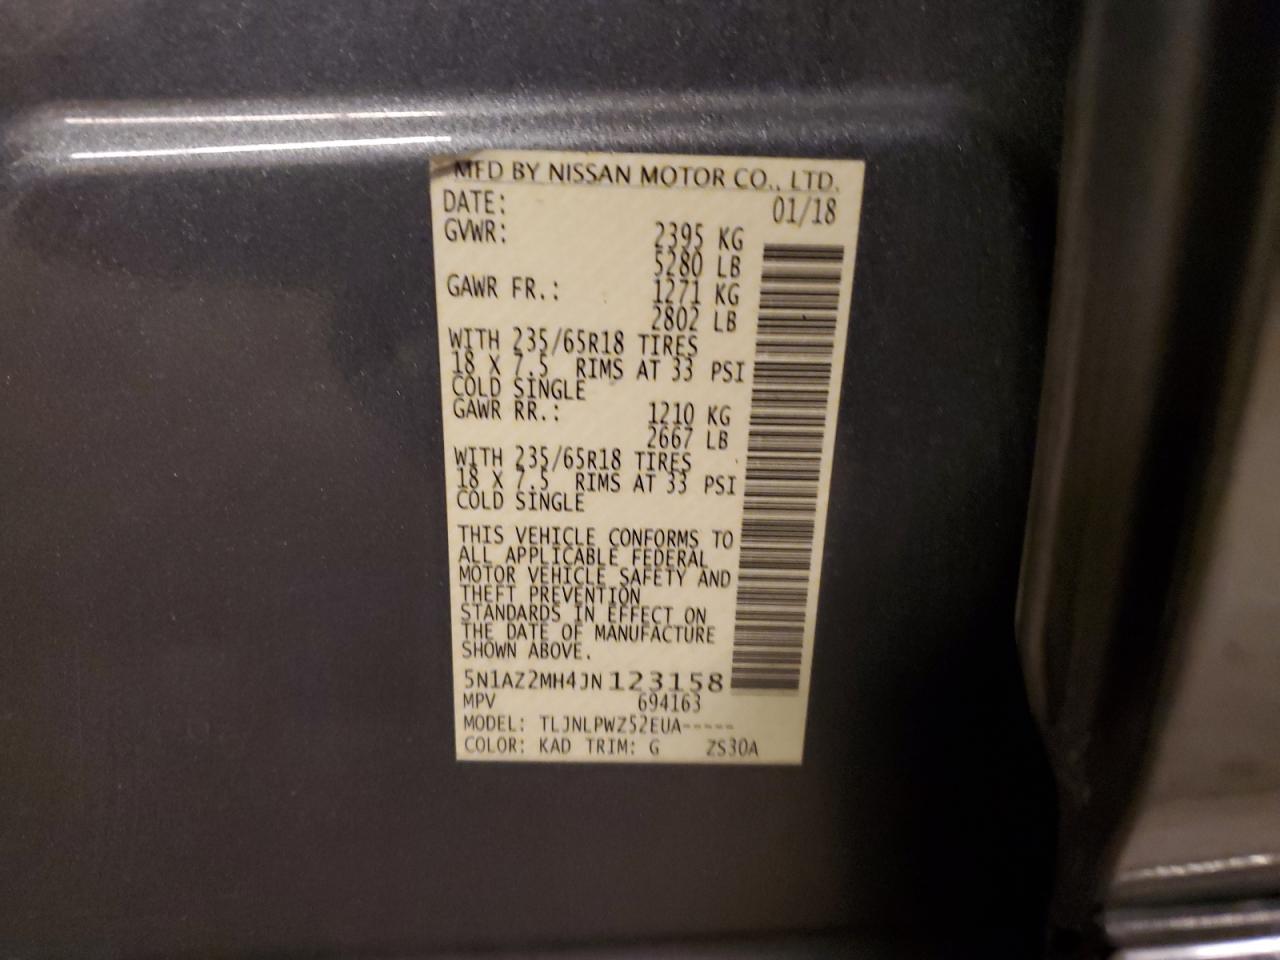 MFD BY NISSAN MOTOR CO., LTD.
DATE: 01/18
GVWR: 2395 KG
5280 LB
GAWR FR.: 1271 KG
2802 LB
WITH 235/65R18 TIRES
18 X 7.5 RIMS AT 33 PSI
COLD SINGLE
GAWR RR.: 1210 KG
2667 LB
WITH 235/65R18 TIRES
18 X 7.5 RIMS AT 33 PSI
COLD SINGLE
THIS VEHICLE CONFORMS TO
ALL APPLICABLE FEDERAL
MOTOR VEHICLE SAFETY AND
THEFT PREVENTION
STANDARDS IN EFFECT ON
THE DATE OF MANUFACTURE
SHOWN ABOVE.
5N1AZ2MH4JN123158
MPV 694163
MODEL: TLJNLPWZ52EUA-----
COLOR: KAD TRIM: G ZS30A